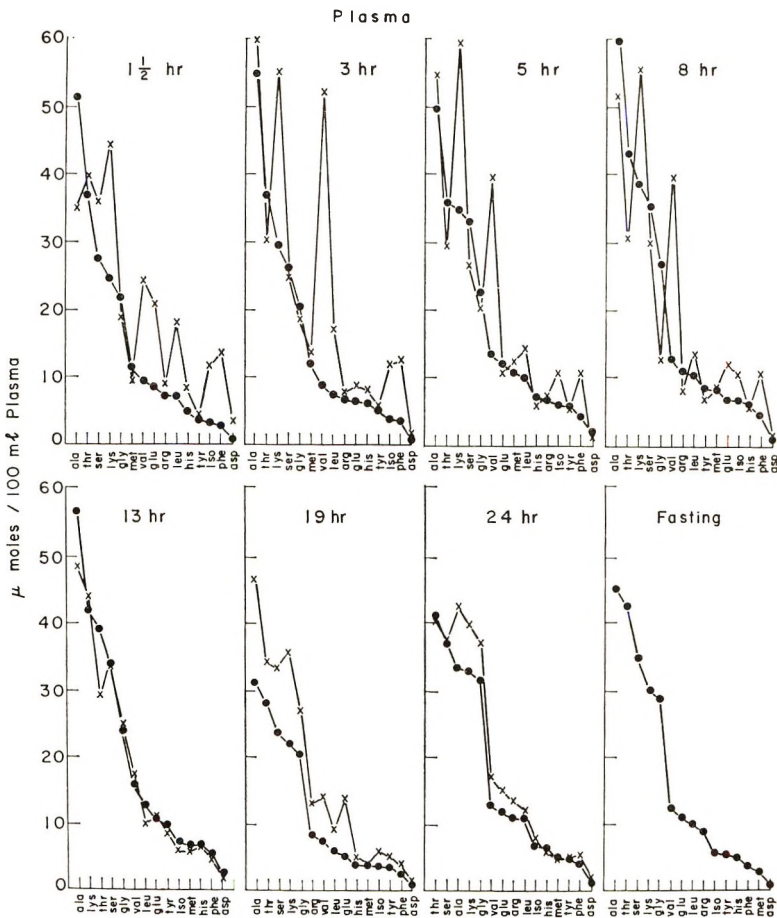 Plasma
1 1/2 hr
3 hr
5 hr
8 hr
60
50
40
30
20
10
0
ala thr ser lys gly met val glu arg leu his tyr Iso phe asp
ala thr lys ser gly met val leu arg glu his tyr Iso phe asp
ala thr lys ser gly val glu met leu his arg Iso tyr phe asp
ala thr lys ser gly val arg leu tyr met glu Iso his phe asp
μ moles / 100 mℓ Plasma
13 hr
19 hr
24 hr
Fasting
60
50
40
30
20
10
0
ala lys thr ser gly val leu glu tyr Iso met his phe asp
ala thr ser lys gly arg val leu glu his met Iso tyr phe asp
thr ser ala lys gly val glu arg leu Iso his met tyr phe asp
ala thr ser lys gly val glu leu arg Iso tyr his phe met asp